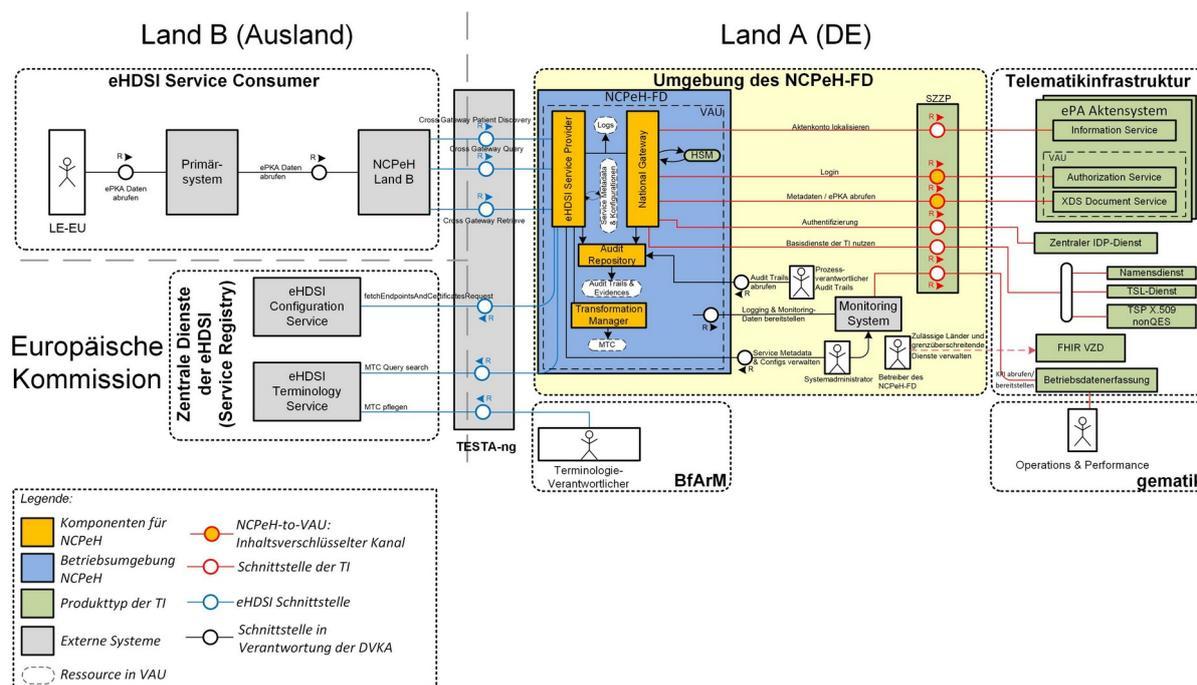 Land B (Ausland)
Land A (DE)
eHDSI Service Consumer
LE-EU
R
ePKA Daten
abrufen
Primär-
system
R
ePKA Daten
abrufen
NCPeH
Land B
Cross Gateway Patient Discovery
R
Cross Gateway Query
R
Cross Gateway Retrieve
R
Umgebung des NCPeH-FD
NCPeH-FD
VAU
eHDSI Service Provider
Logs
Service Metadata
& Konfigurationen
National Gateway
HSM
Audit
Repository
Audit Trails &
Evidences
Transformation
Manager
MTC
SZZP
Aktenkonto lokalisieren
R
Login
R
Metadaten / ePKA abrufen
R
Authentifizierung
R
Basisdienste der TI nutzen
R
R
Audit Trails
abrufen
R
Prozess-
verantwortlicher
Audit Trails
Logging & Monitoring-
Daten bereitstellen
R
Monitoring
System
Service Metadata
& Configs verwalten
R
Systemadministrator
Zulässige Länder und
grenzüberschreitende
Dienste verwalten
Betreiber des
NCPeH-FD
Telematikinfrastruktur
ePA Aktensystem
Information Service
VAU
Authorization Service
XDS Document Service
Zentraler IDP-Dienst
Namensdienst
TSL-Dienst
TSP X.509
nonQES
FHIR VZD
KPI abrufen/
bereitstellen
Betriebsdatenerfassung
Operations & Performance
gematik
Europäische
Kommission
Zentrale Dienste
der eHDSI
(Service Registry)
eHDSI
Configuration
Service
fetchEndpointsAndCertificatesRequest
R
eHDSI
Terminology
Service
MTC Query search
R
MTC pflegen
R
TESTA-ng
Terminologie-
Verantwortlicher
BfArM
Legende:
Komponenten für
NCPeH
NCPeH-to-VAU:
Inhaltsverschlüsselter Kanal
Betriebsumgebung
NCPeH
Schnittstelle der TI
Produkttyp der TI
eHDSI Schnittstelle
Externe Systeme
Schnittstelle in
Verantwortung der DVKA
Ressource in VAU